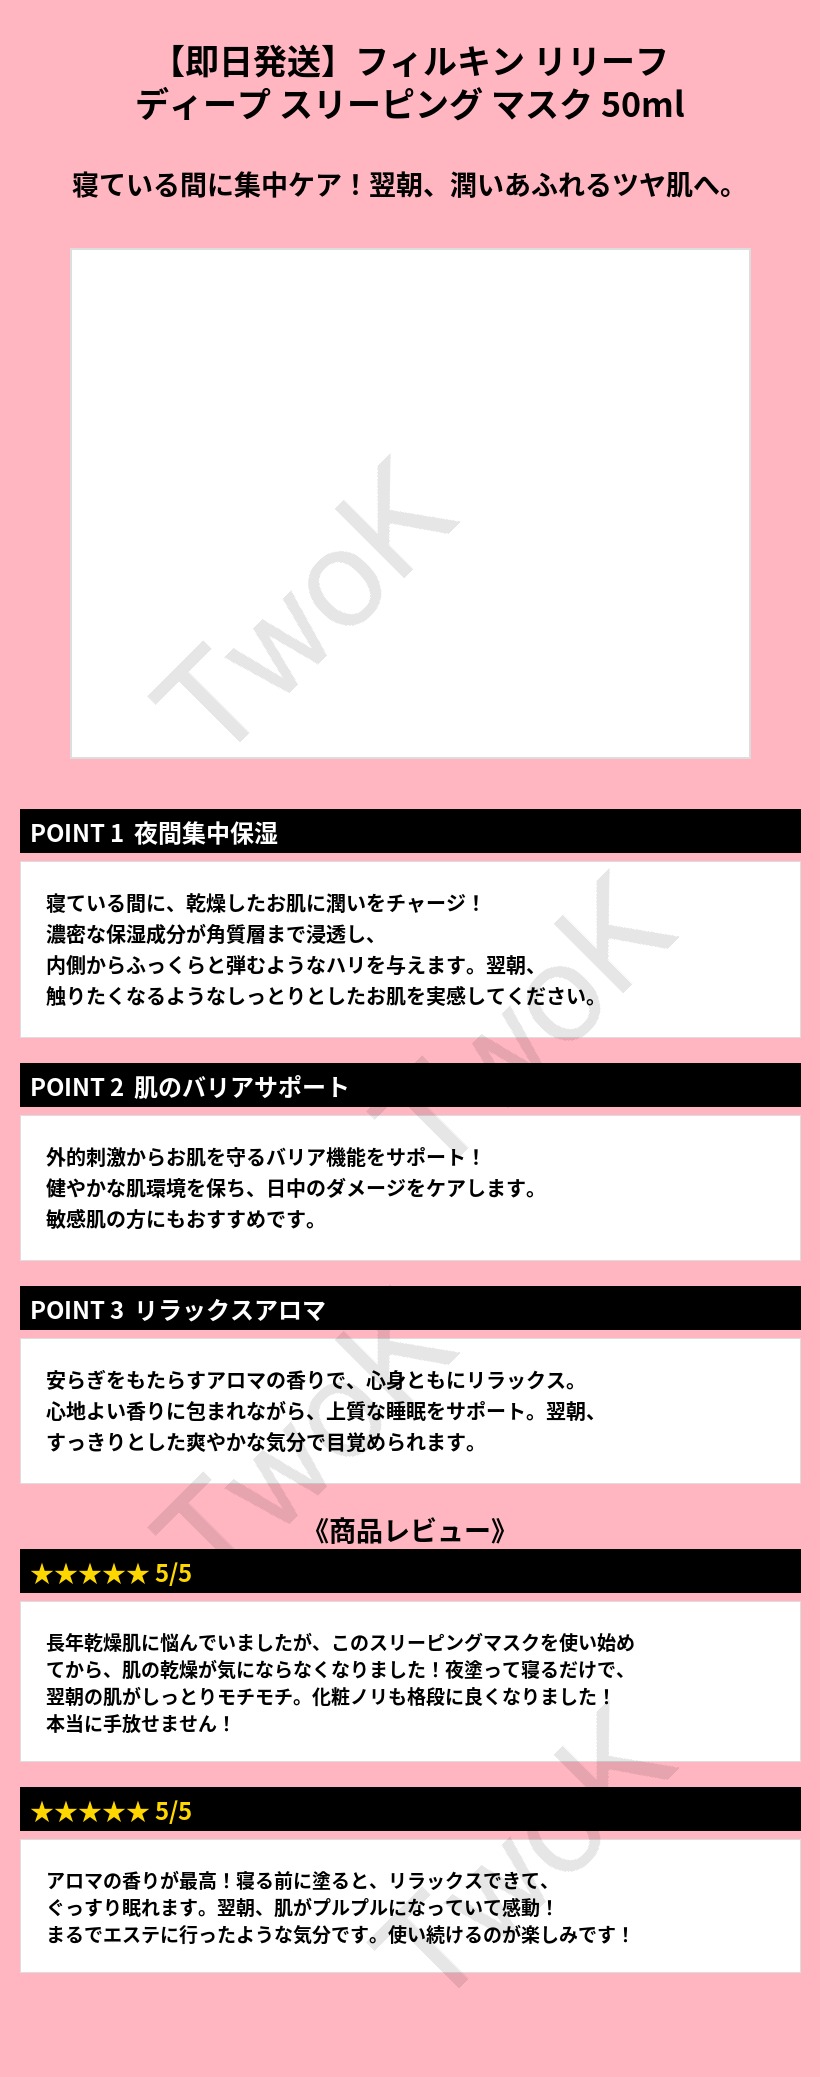 【即日発送】フィルキン リリーフ
ディープ スリーピング マスク 50ml
寝ている間に集中ケア！翌朝、潤いあふれるツヤ肌へ。
TwoK
POINT 1 夜間集中保湿
寝ている間に、乾燥したお肌に潤いをチャージ！
濃密な保湿成分が角質層まで浸透し、
内側からふっくらと弾むようなハリを与えます。翌朝、
触りたくなるようなしっとりとしたお肌を実感してください。
TwoK
POINT 2 肌のバリアサポート
外的刺激からお肌を守るバリア機能をサポート！
健やかな肌環境を保ち、日中のダメージをケアします。
敏感肌の方にもおすすめです。
POINT 3 リラックスアロマ
安らぎをもたらすアロマの香りで、心身ともにリラックス。
心地よい香りに包まれながら、上質な睡眠をサポート。翌朝、
すっきりとした爽やかな気分で目覚められます。
TwoK
《商品レビュー》
★★★★★ 5/5
長年乾燥肌に悩んでいましたが、このスリーピングマスクを使い始め
てから、肌の乾燥が気にならなくなりました！夜塗って寝るだけで、
翌朝の肌がしっとりモチモチ。化粧ノリも格段に良くなりました！
本当に手放せません！
★★★★★ 5/5
アロマの香りが最高！寝る前に塗ると、リラックスできて、
ぐっすり眠れます。翌朝、肌がプルプルになっていて感動！
まるでエステに行ったような気分です。使い続けるのが楽しみです！
TwoK